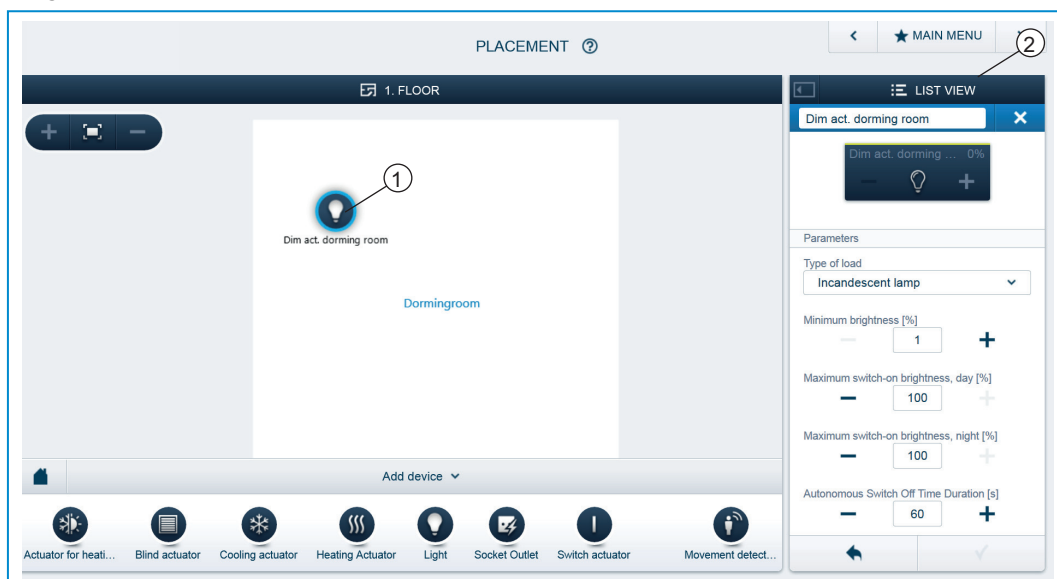 PLACEMENT ?
MAIN MENU
2
1. FLOOR
LIST VIEW
Dim act. dorming room
Dim act. dorming ... 0%
1
Dim act. dorming room
Dormingroom
Parameters
Type of load
Incandescent lamp
Minimum brightness [%]
1
Maximum switch-on brightness, day [%]
100
Maximum switch-on brightness, night [%]
100
Autonomous Switch Off Time Duration [s]
60
Add device
Actuator for heati...
Blind actuator
Cooling actuator
Heating Actuator
Light
Socket Outlet
Switch actuator
Movement detect...